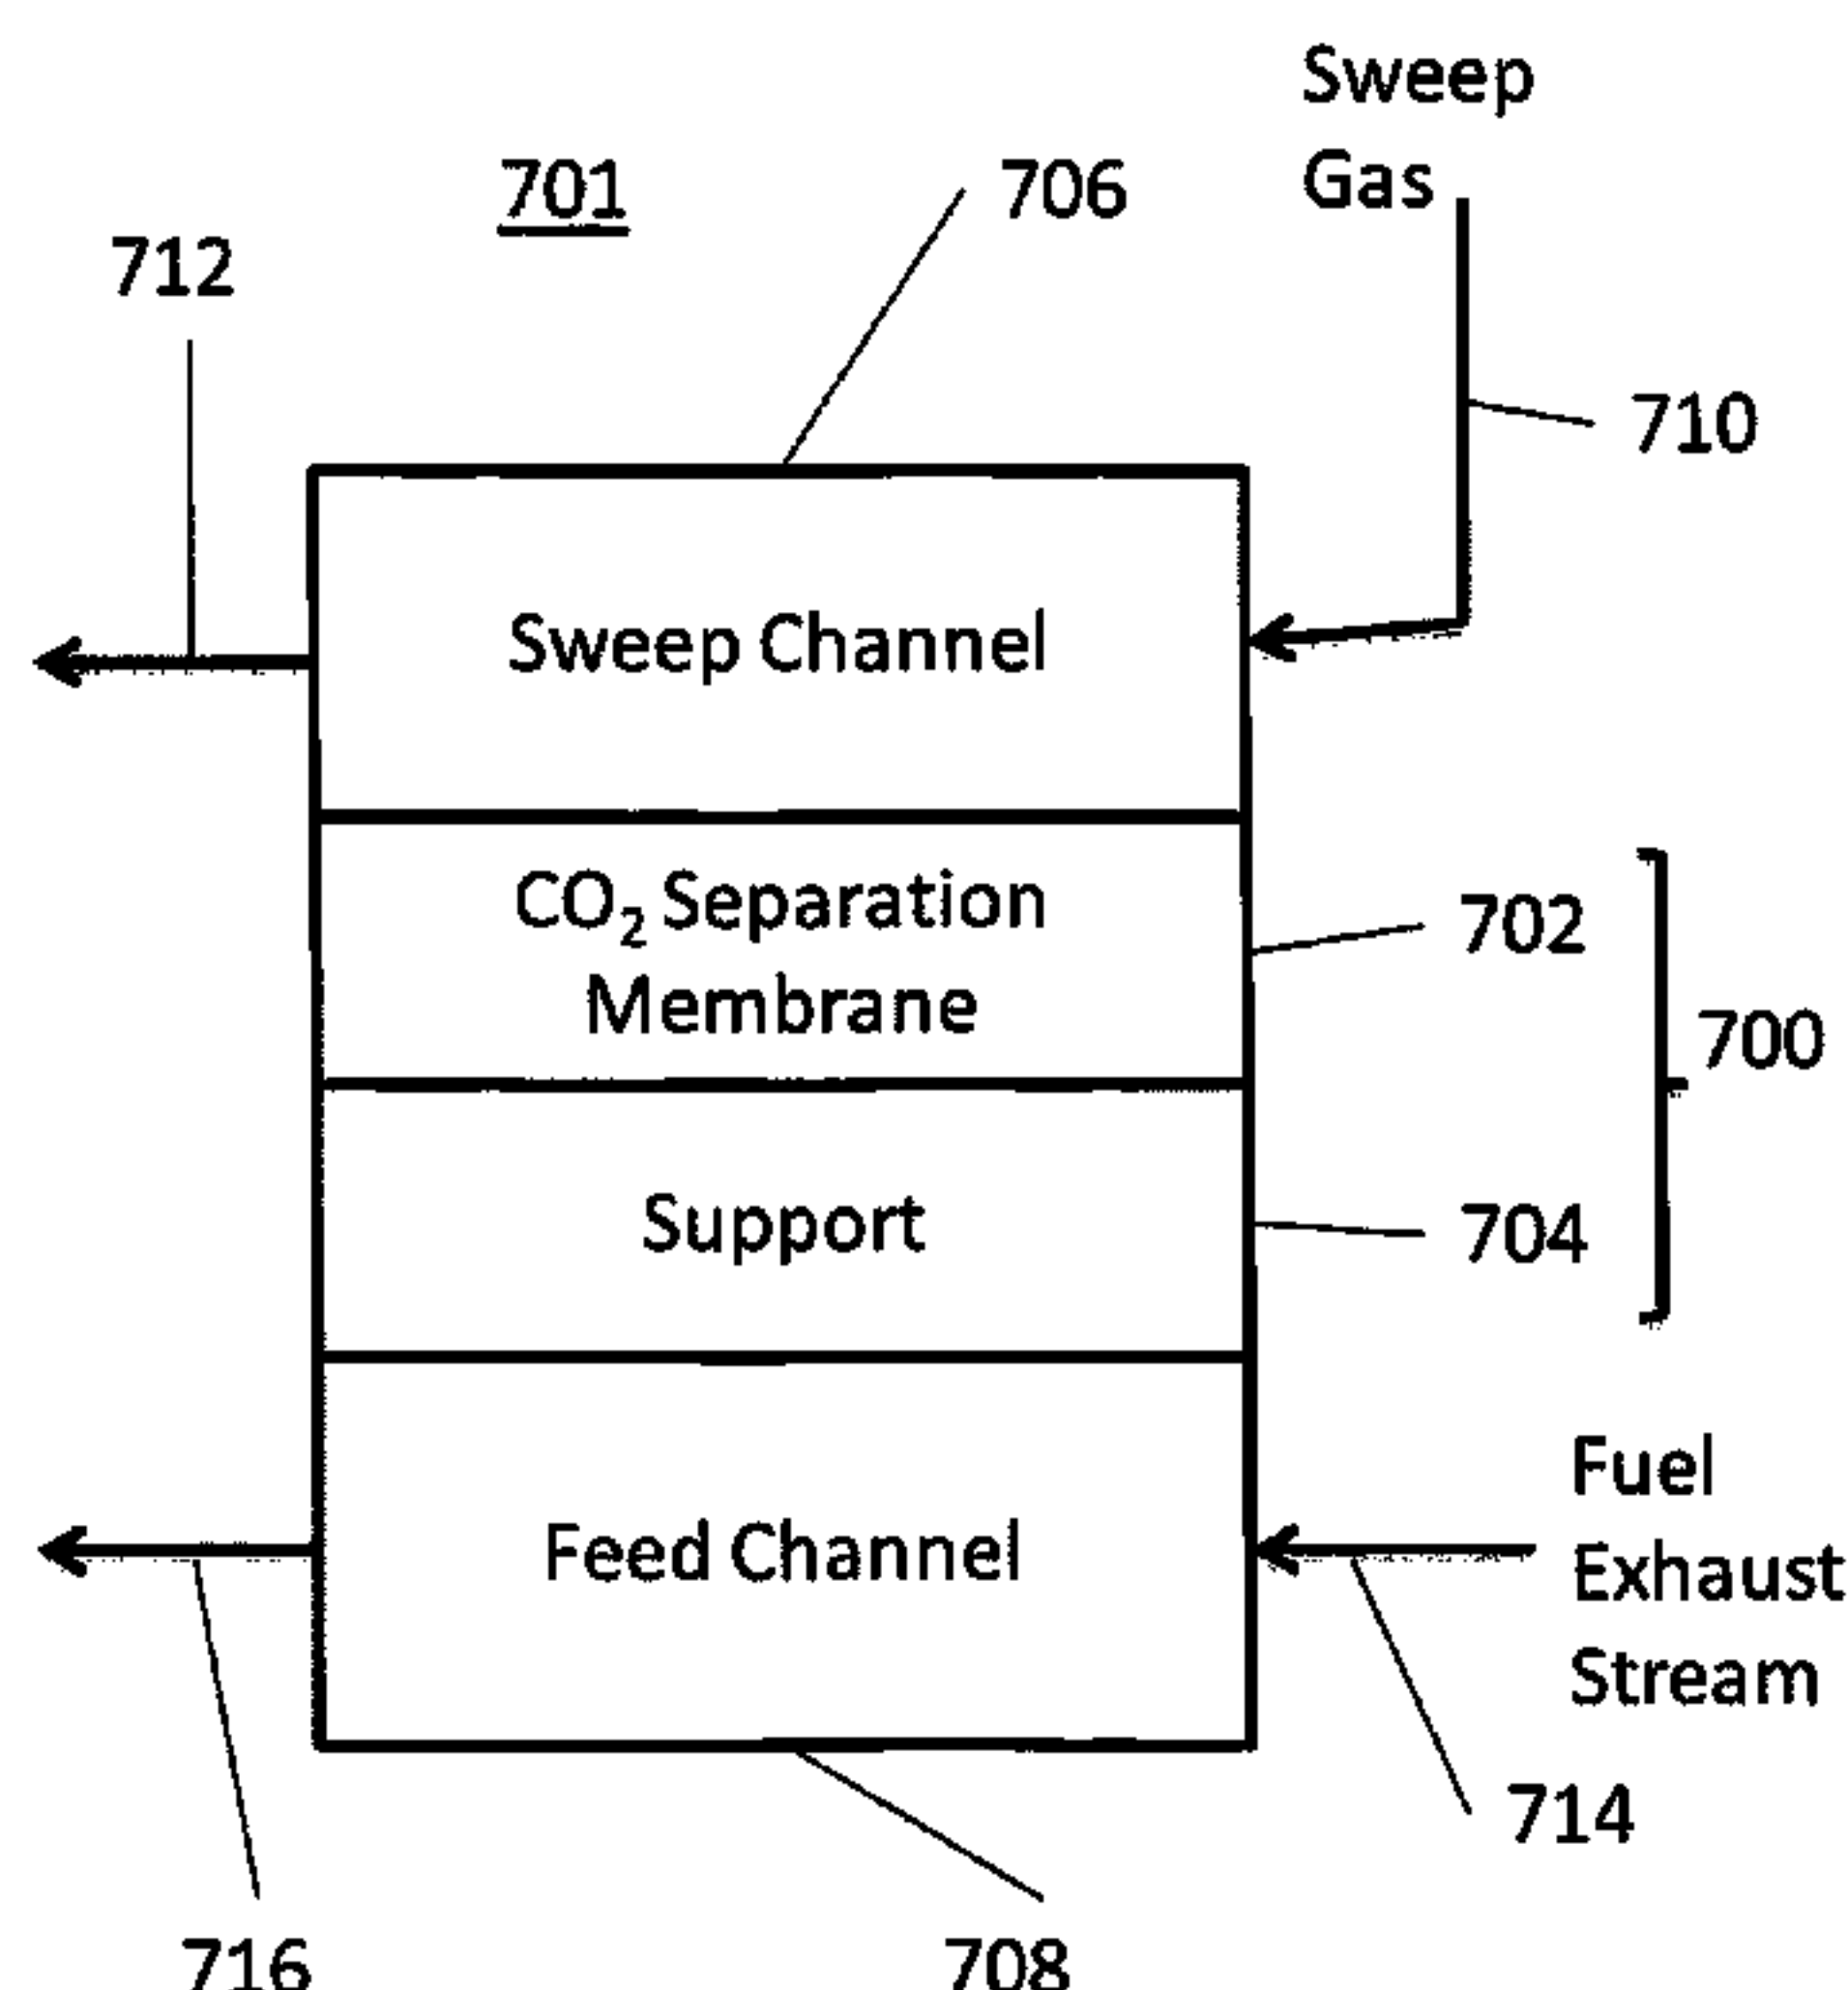 Sweep
Gas
701
706
712
710
Sweep Channel
CO₂ Separation
Membrane
702
700
Support
704
Fuel
Exhaust
Stream
Feed Channel
714
716
708